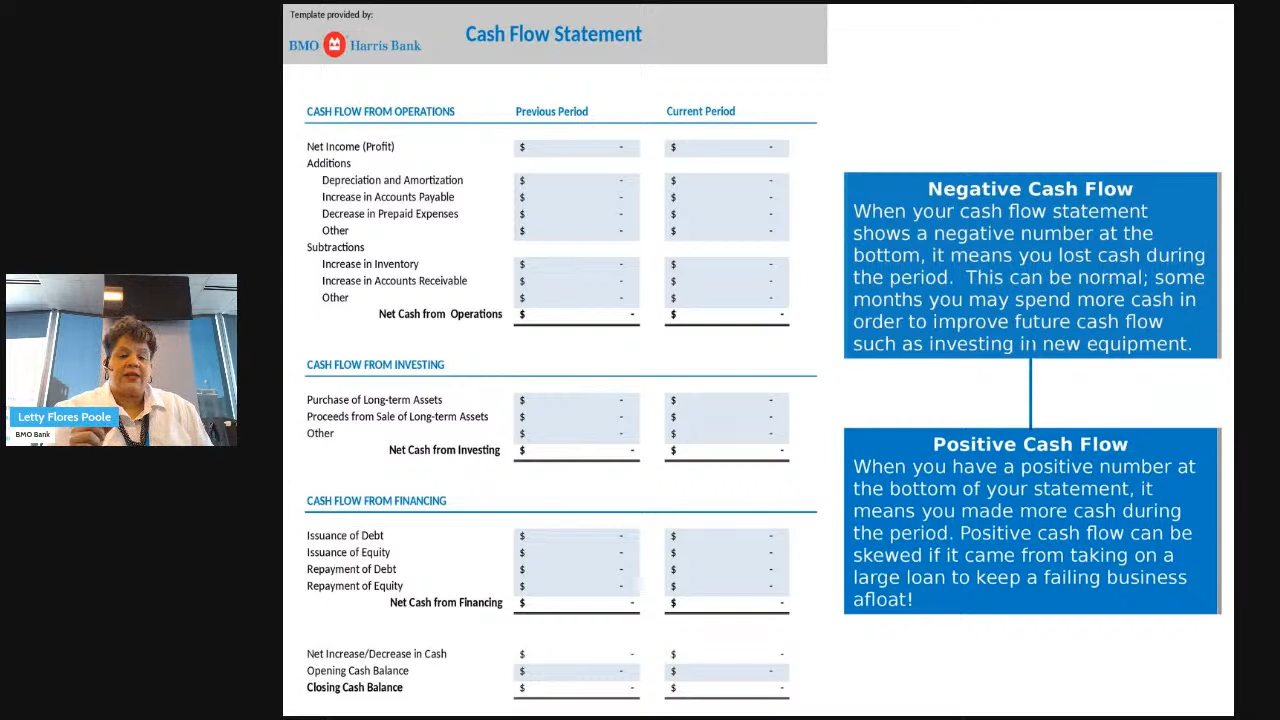 Template provided by:
BMO Harris Bank
Cash Flow Statement
CASH FLOW FROM OPERATIONS Previous Period Current Period
Net Income (Profit) $ - $ -
Additions
Depreciation and Amortization $ - $ -
Increase in Accounts Payable $ - $ -
Decrease in Prepaid Expenses $ - $ -
Other $ - $ -
Subtractions
Increase in Inventory $ - $ -
Increase in Accounts Receivable $ - $ -
Other $ - $ -
Net Cash from Operations $ - $ -
CASH FLOW FROM INVESTING
Purchase of Long-term Assets $ - $ -
Proceeds from Sale of Long-term Assets $ - $ -
Other $ - $ -
Net Cash from Investing $ - $ -
CASH FLOW FROM FINANCING
Issuance of Debt $ - $ -
Issuance of Equity $ - $ -
Repayment of Debt $ - $ -
Repayment of Equity $ - $ -
Net Cash from Financing $ - $ -
Net Increase/Decrease in Cash $ - $ -
Opening Cash Balance $ - $ -
Closing Cash Balance $ - $ -
Negative Cash Flow
When your cash flow statement
shows a negative number at the
bottom, it means you lost cash during
the period. This can be normal; some
months you may spend more cash in
order to improve future cash flow
such as investing in new equipment.
Positive Cash Flow
When you have a positive number at
the bottom of your statement, it
means you made more cash during
the period. Positive cash flow can be
skewed if it came from taking on a
large loan to keep a failing business
afloat!
Letty Flores Poole
BMO Bank